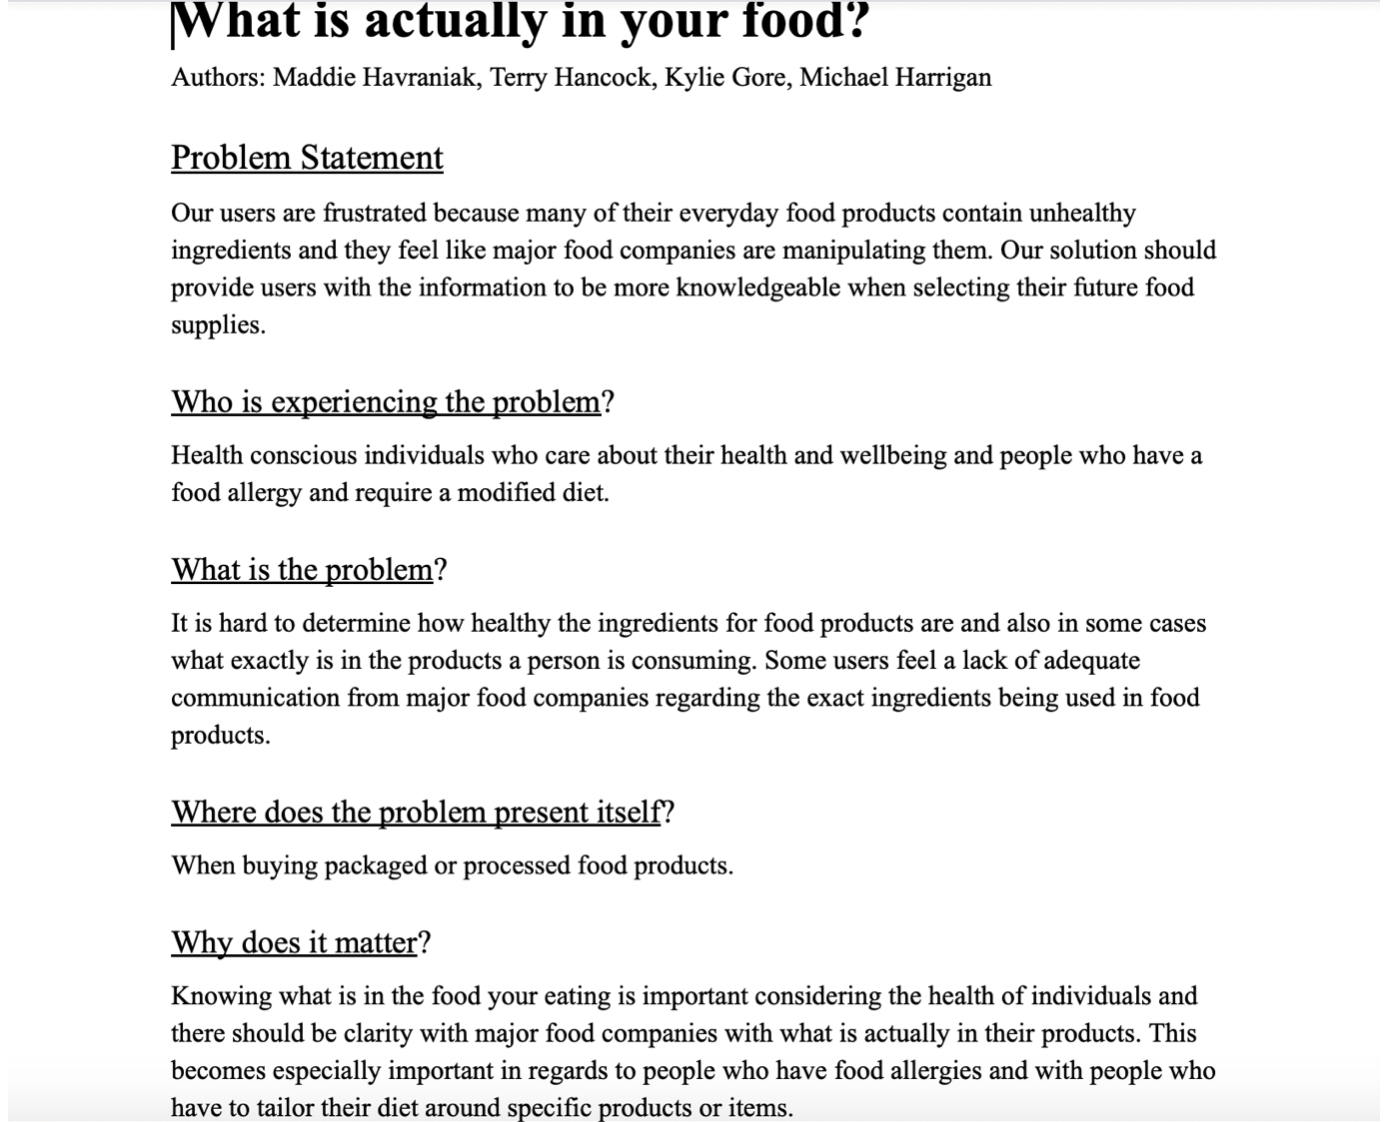 What is actually in your food?
Authors: Maddie Havraniak, Terry Hancock, Kylie Gore, Michael Harrigan
Problem Statement
Our users are frustrated because many of their everyday food products contain unhealthy
ingredients and they feel like major food companies are manipulating them. Our solution should
provide users with the information to be more knowledgeable when selecting their future food
supplies.
Who is experiencing the problem?
Health conscious individuals who care about their health and wellbeing and people who have a
food allergy and require a modified diet.
What is the problem?
It is hard to determine how healthy the ingredients for food products are and also in some cases
what exactly is in the products a person is consuming. Some users feel a lack of adequate
communication from major food companies regarding the exact ingredients being used in food
products.
Where does the problem present itself?
When buying packaged or processed food products.
Why does it matter?
Knowing what is in the food your eating is important considering the health of individuals and
there should be clarity with major food companies with what is actually in their products. This
becomes especially important in regards to people who have food allergies and with people who
have to tailor their diet around specific products or items.